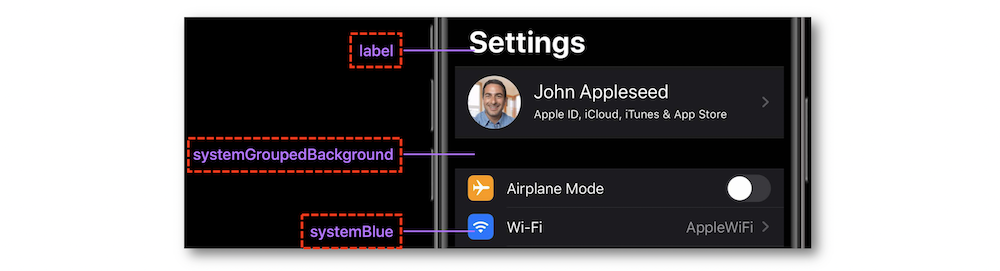 label
Settings
John Appleseed
Apple ID, iCloud, iTunes & App Store
systemGroupedBackground
Airplane Mode
systemBlue
Wi-Fi
AppleWiFi